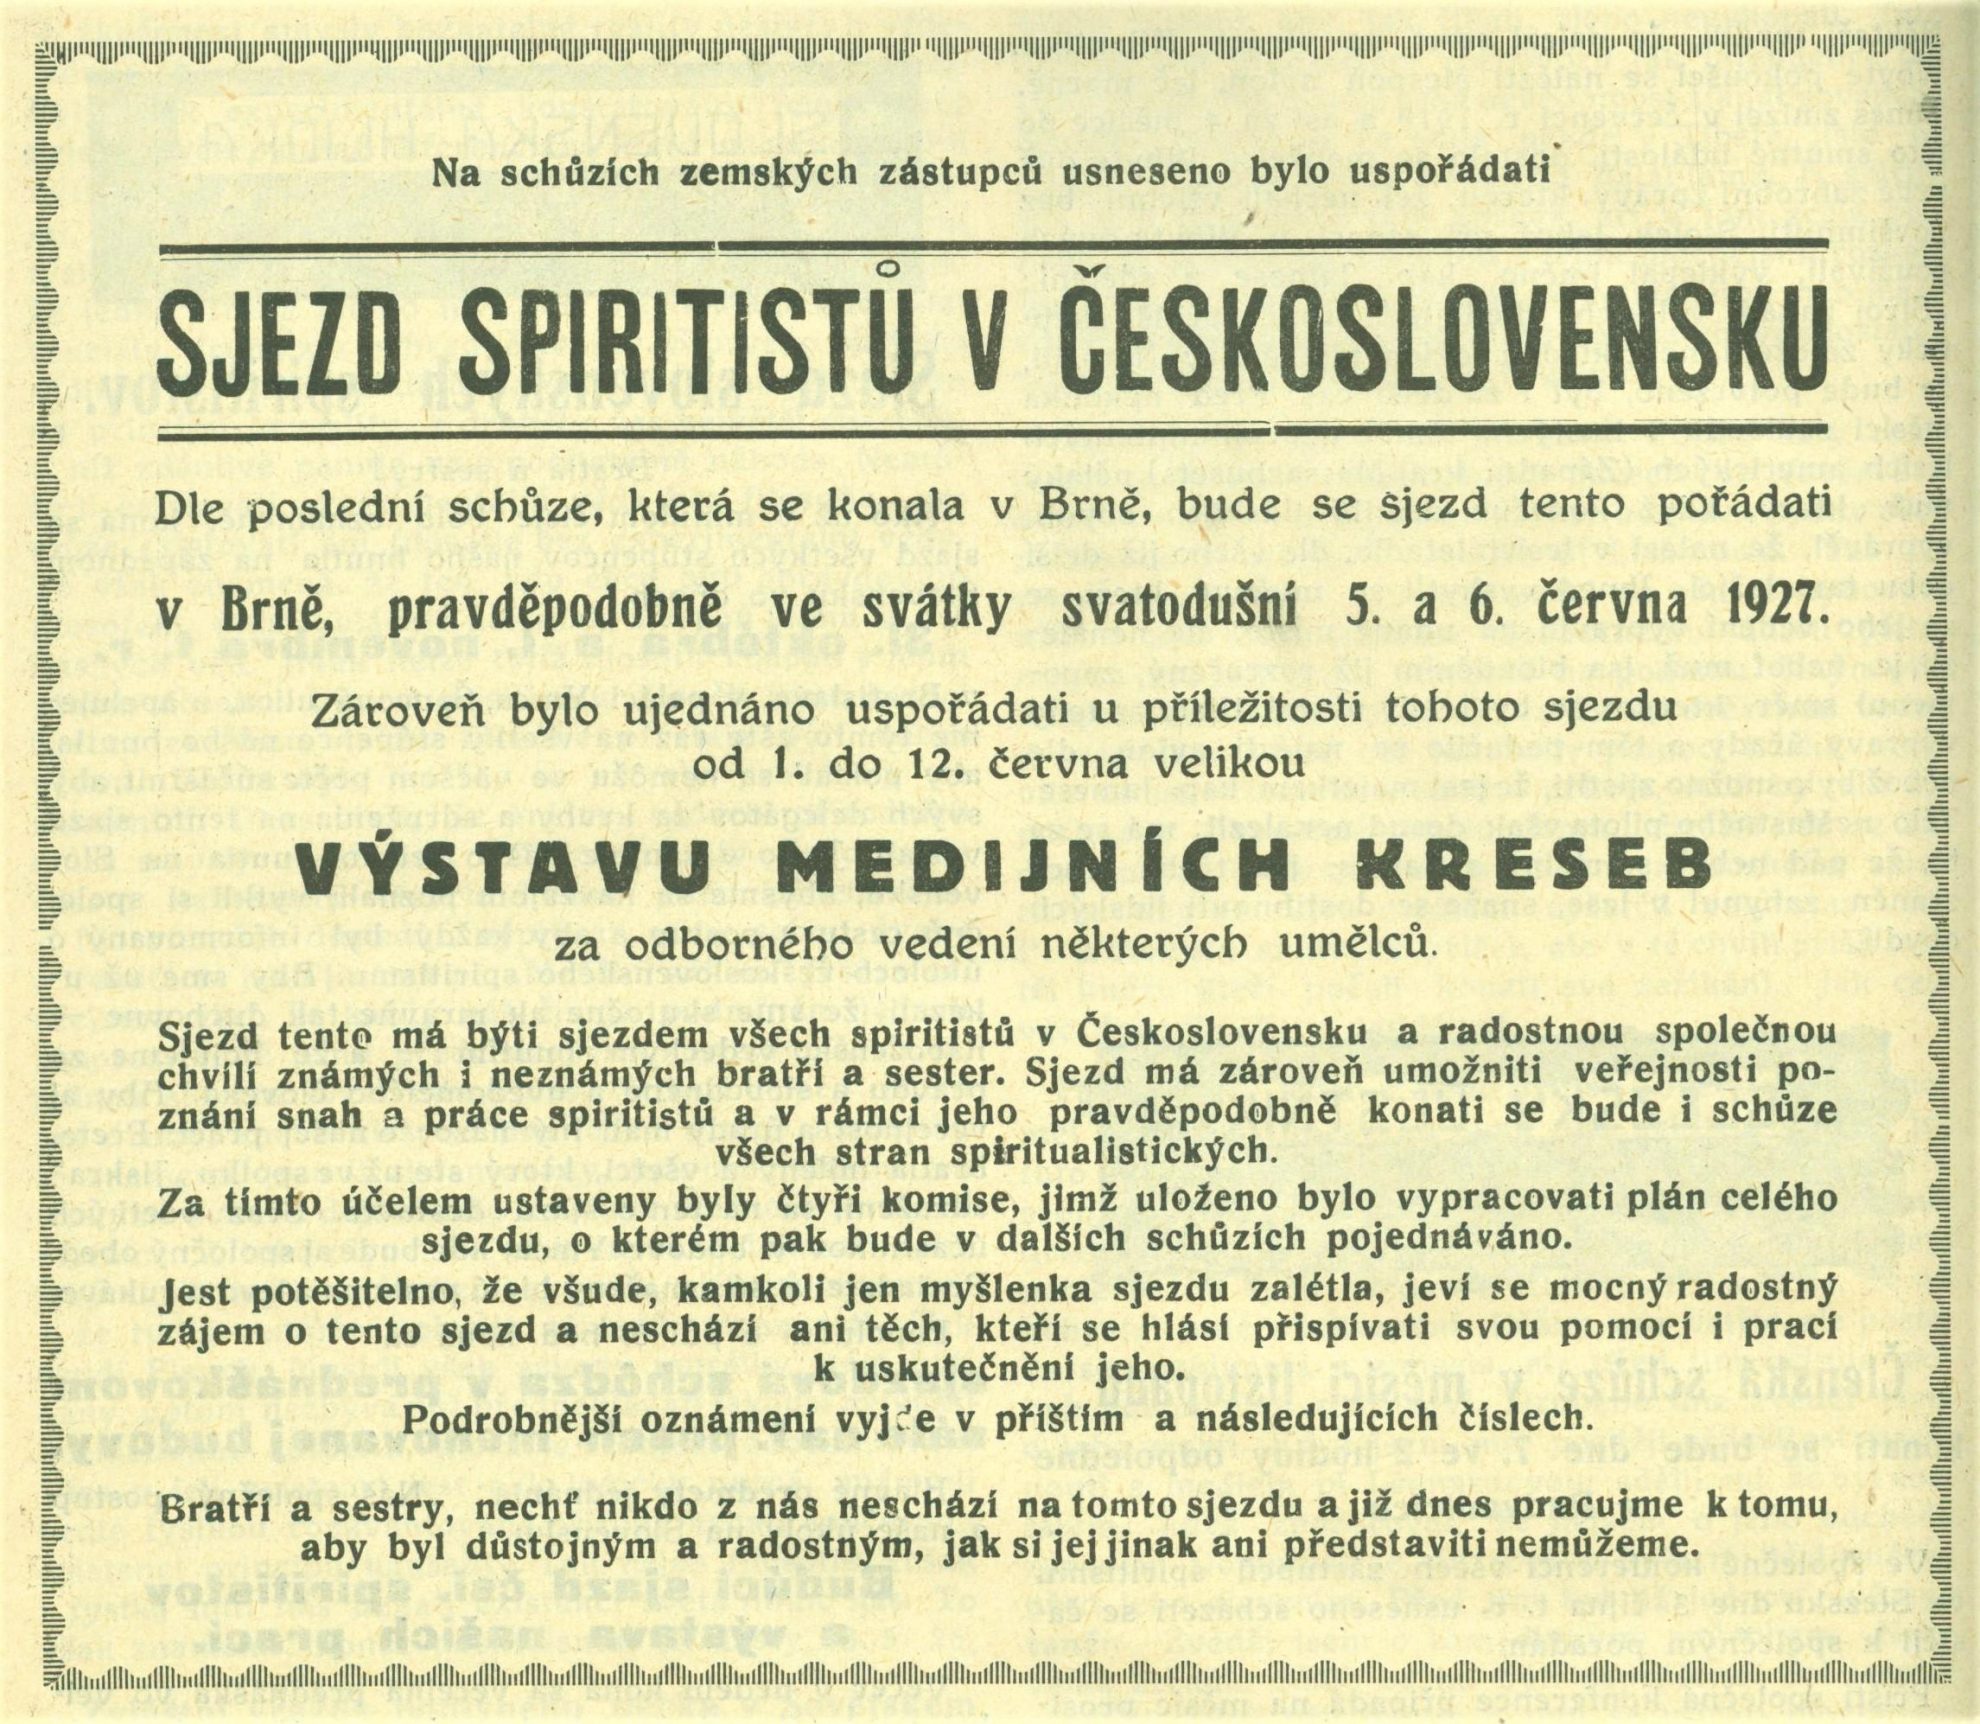 Na schůzích zemských zástupců usneseno bylo uspořádati
SJEZD SPIRITISTŮ V ČESKOSLOVENSKU
Dle poslední schůze, která se konala v Brně, bude se sjezd tento pořádati
v Brně, pravděpodobně ve svátky svatodušní 5. a 6. června 1927.
Zároveň bylo ujednáno uspořádati u příležitosti tohoto sjezdu
od 1. do 12. června velikou
VÝSTAVU MEDIJNÍCH KRESEB
za odborného vedení některých umělců.
Sjezd tento má býti sjezdem všech spiritistů v Československu a radostnou společnou
chvílí známých i neznámých bratří a sester. Sjezd má zároveň umožniti veřejnosti po-
znání snah a práce spiritistů a v rámci jeho pravděpodobně konati se bude i schůze
všech stran spiritualistických.
Za tímto účelem ustaveny byly čtyři komise, jimž uloženo bylo vypracovati plán celého
sjezdu, o kterém pak bude v dalších schůzích pojednáváno.
Jest potěšitelno, že všude, kamkoli jen myšlenka sjezdu zalétla, jeví se mocný radostný
zájem o tento sjezd a neschází ani těch, kteří se hlásí přispívati svou pomocí i prací
k uskutečnění jeho.
Podrobnější oznámení vyjde v příštím a následujících číslech.
Bratří a sestry, nechť nikdo z nás neschází na tomto sjezdu a již dnes pracujme k tomu,
aby byl důstojným a radostným, jak si jej jinak ani představiti nemůžeme.